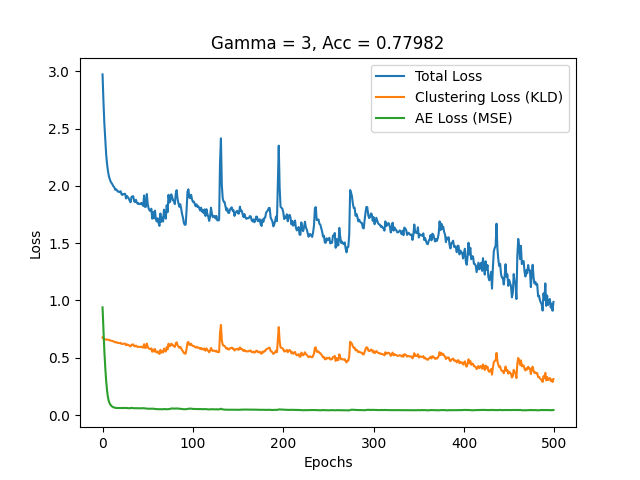 Gamma = 3, Acc = 0.77982
Total Loss
Clustering Loss (KLD)
AE Loss (MSE)
3.0
2.5
2.0
1.5
1.0
0.5
0.0
Loss
0 100 200 300 400 500
Epochs